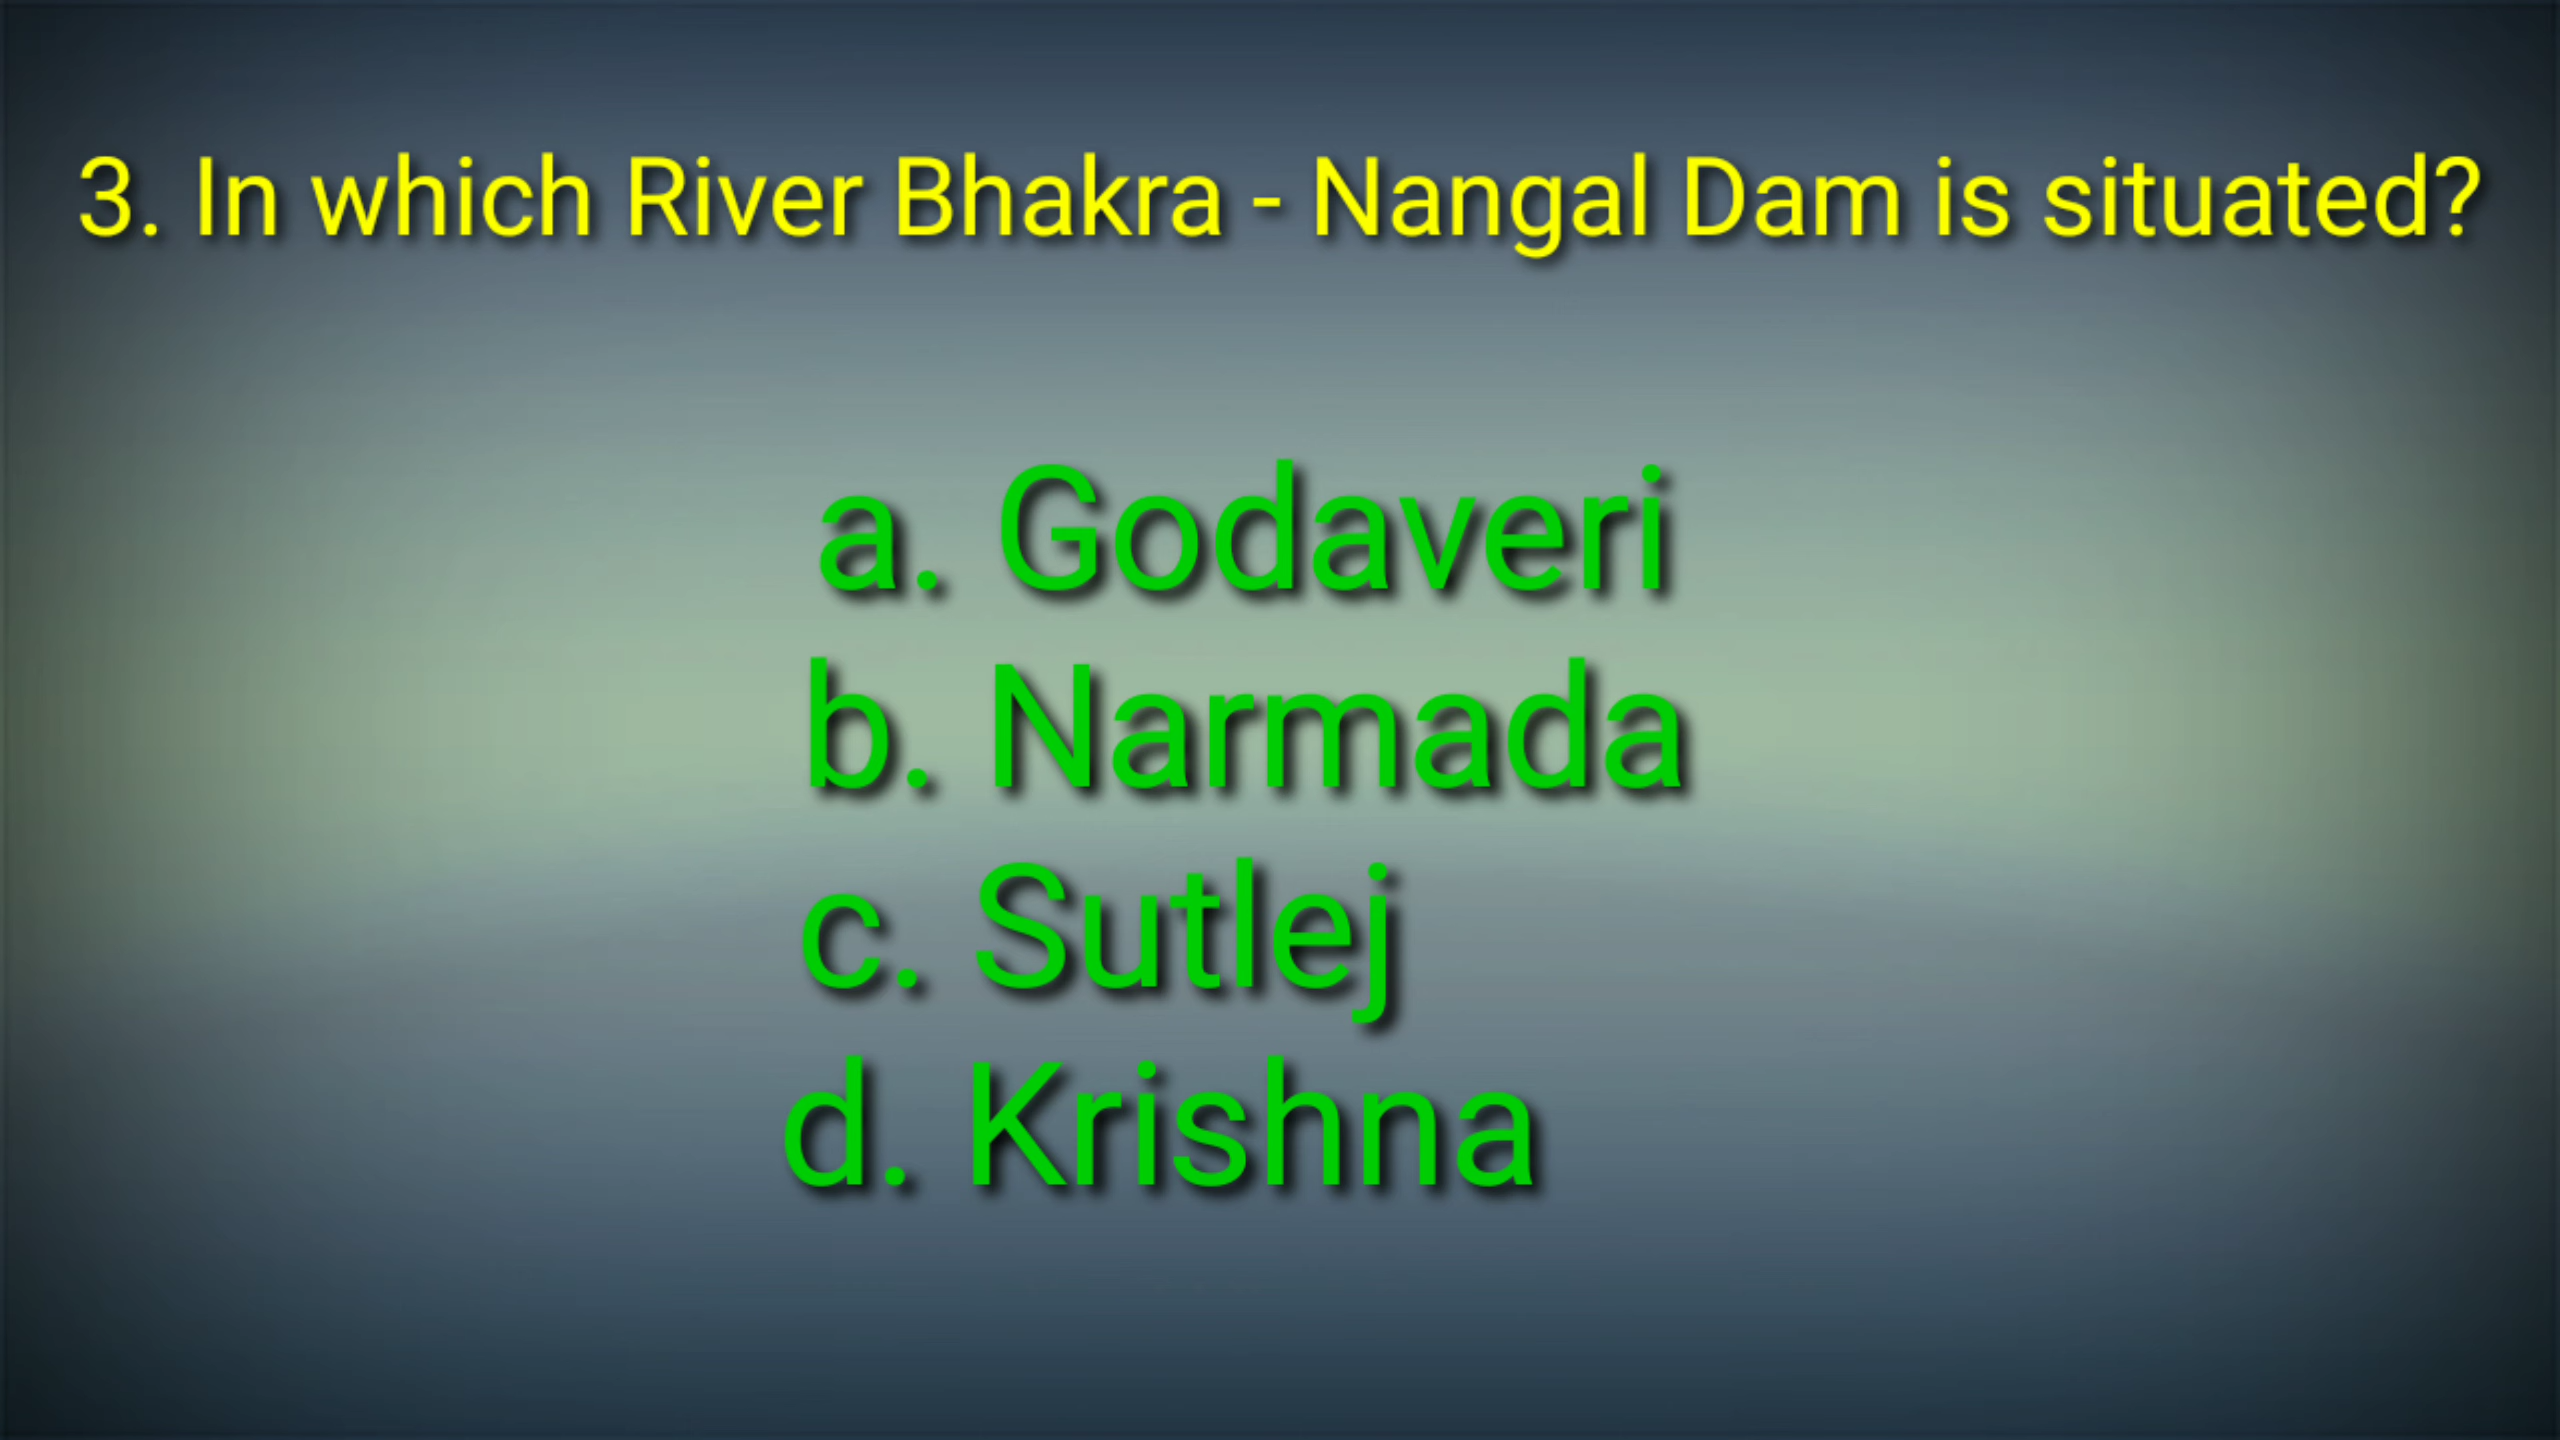 3. In which River Bhakra - Nangal Dam is situated?
a. Godaveri
b. Narmada
c. Sutlej
d. Krishna